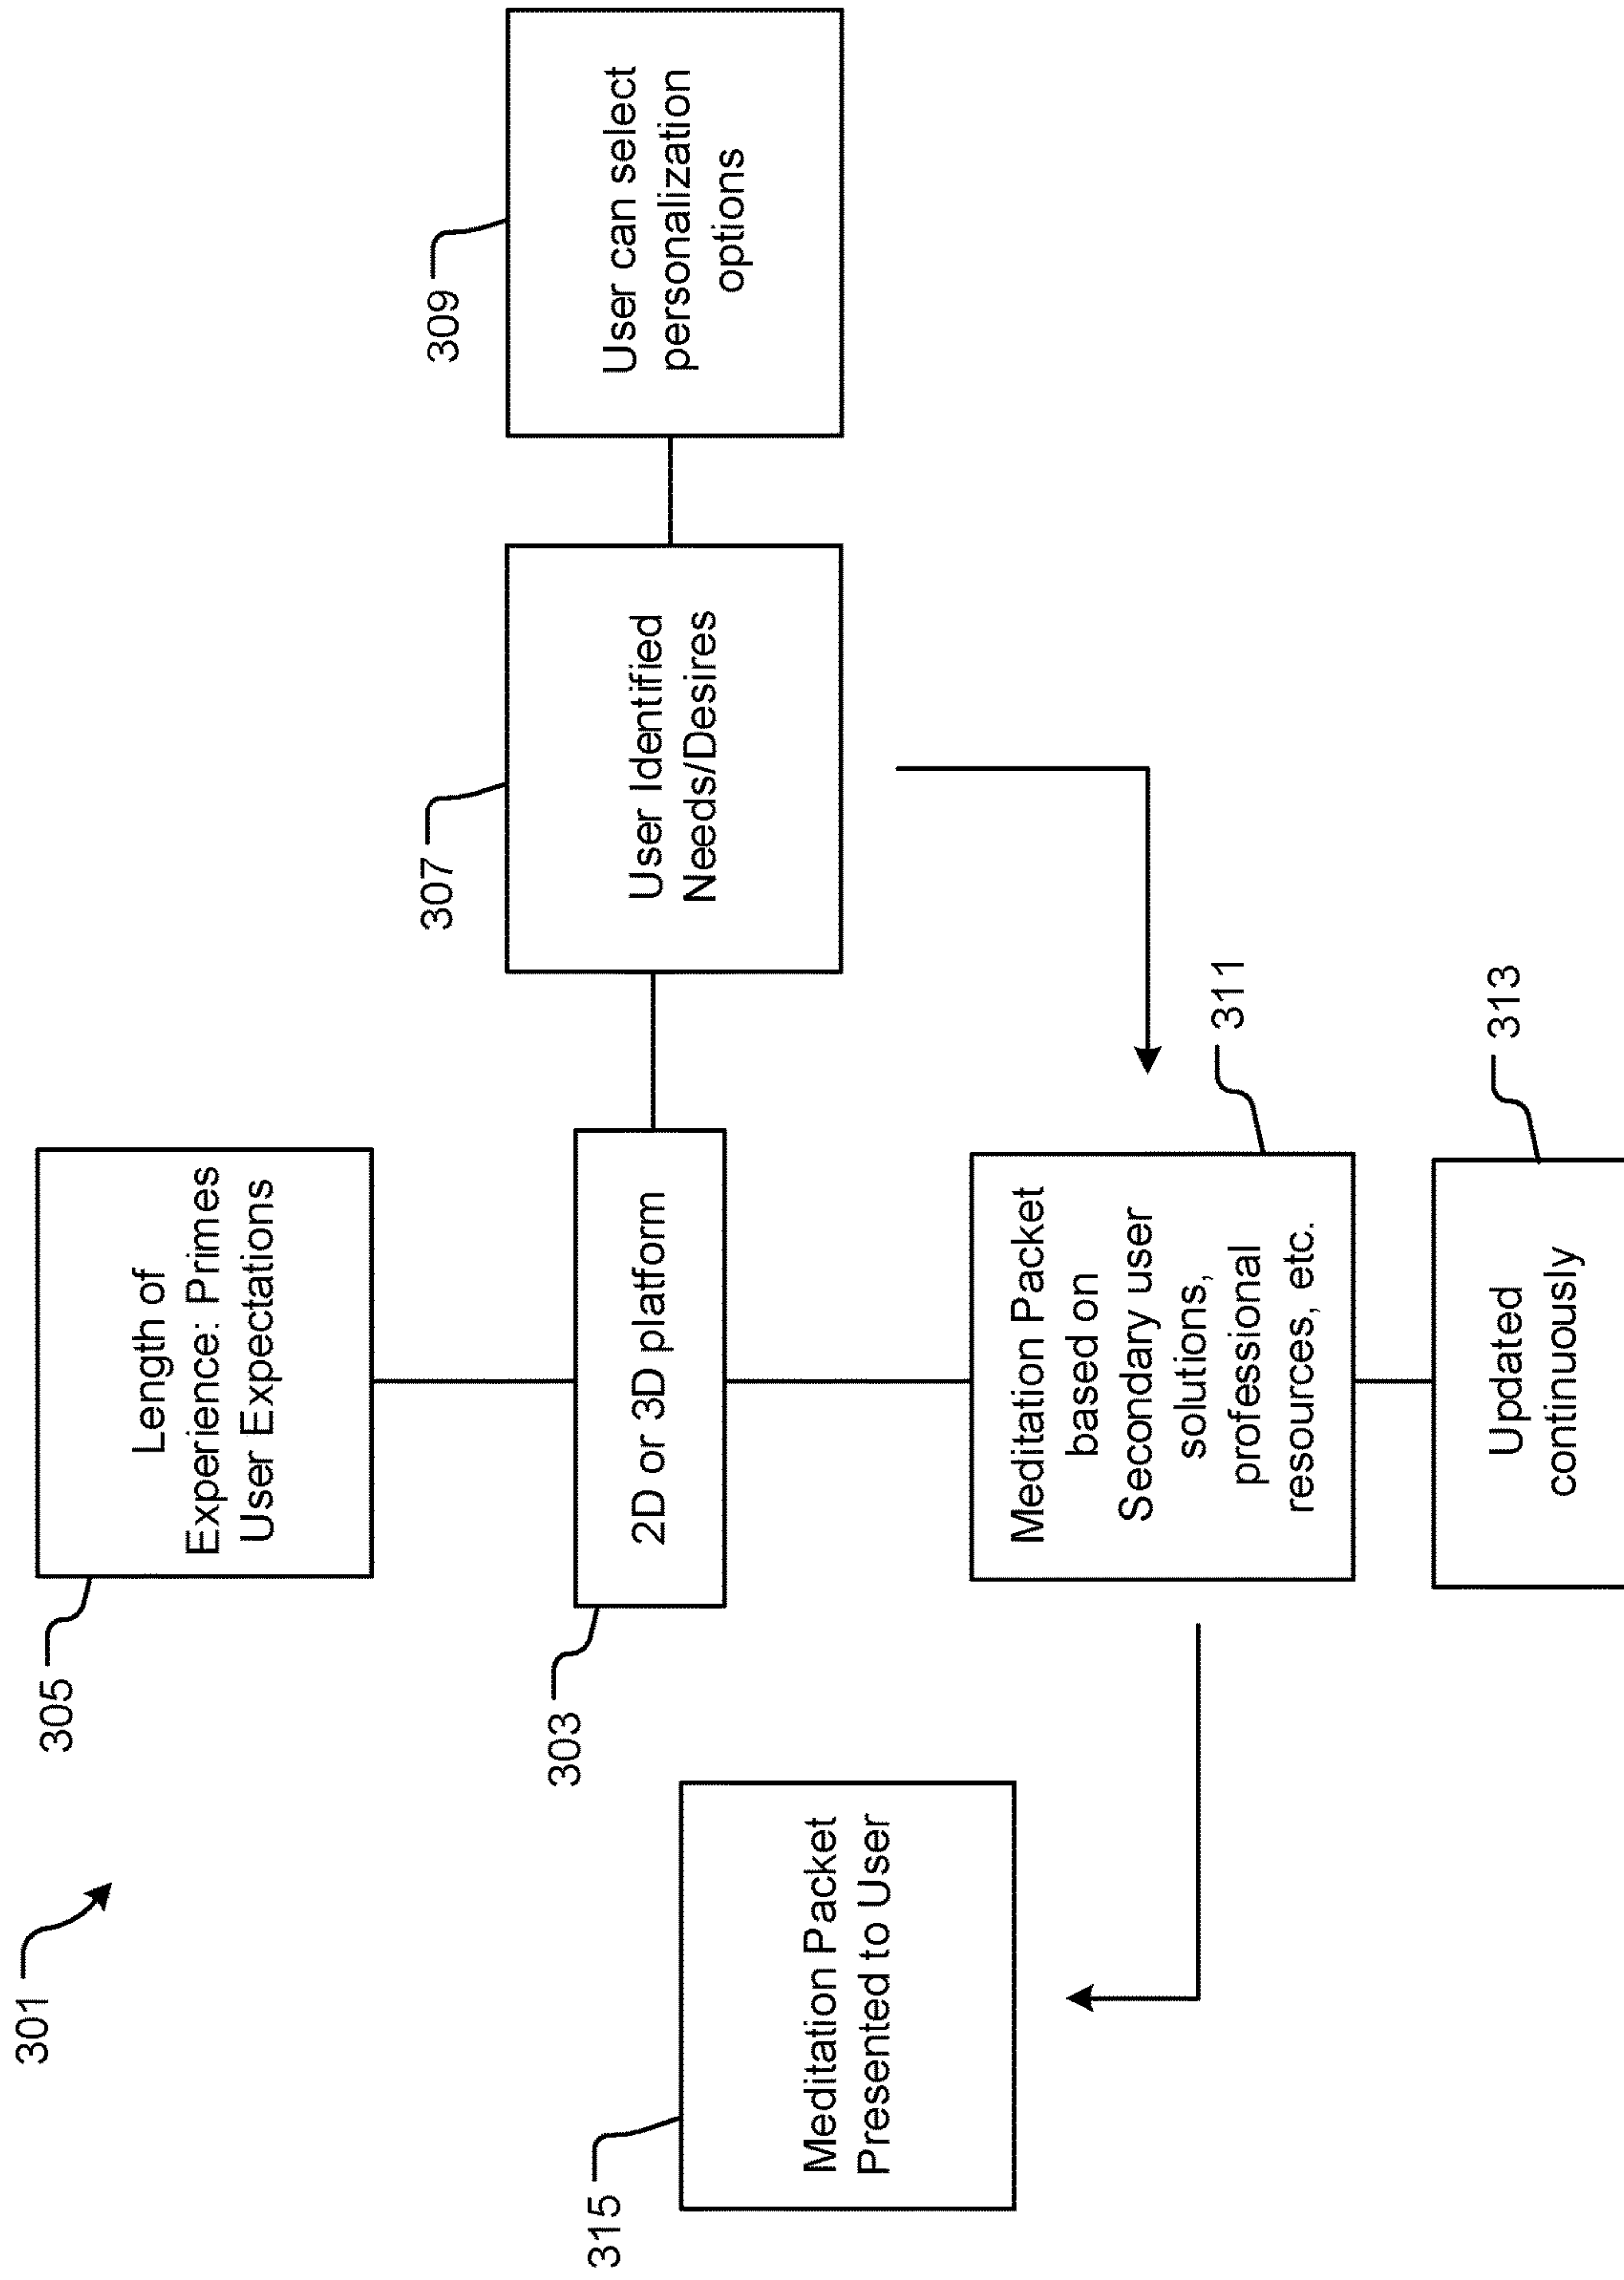 301
305
Length of
Experience: Primes
User Expectations
303
2D or 3D platform
307
User Identified
Needs/Desires
309
User can select
personalization
options
315
Meditation Packet
Presented to User
311
Meditation Packet
based on
Secondary user
solutions,
professional
resources, etc.
313
Updated
continuously